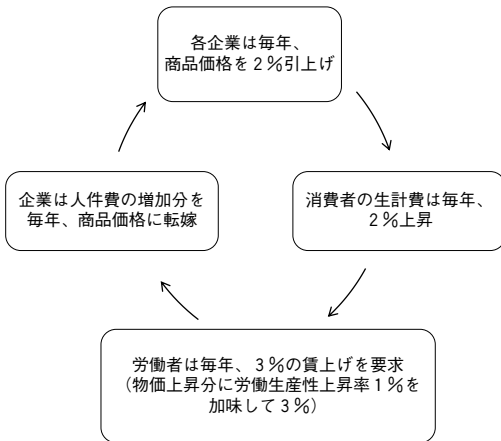 各企業は毎年、
商品価格を2%引上げ
消費者の生計費は毎年、
2%上昇
労働者は毎年、3%の賃上げを要求
(物価上昇分に労働生産性上昇率1%を
加味して3%)
企業は人件費の増加分を
毎年、商品価格に転嫁